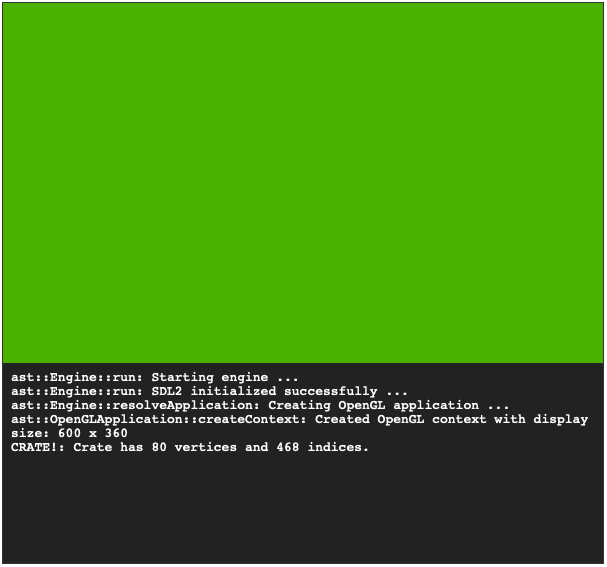 ast::Engine::run: Starting engine ...
ast::Engine::run: SDL2 initialized successfully ...
ast::Engine::resolveApplication: Creating OpenGL application ...
ast::OpenGLApplication::createContext: Created OpenGL context with display
size: 600 x 360
CRATE!: Crate has 80 vertices and 468 indices.